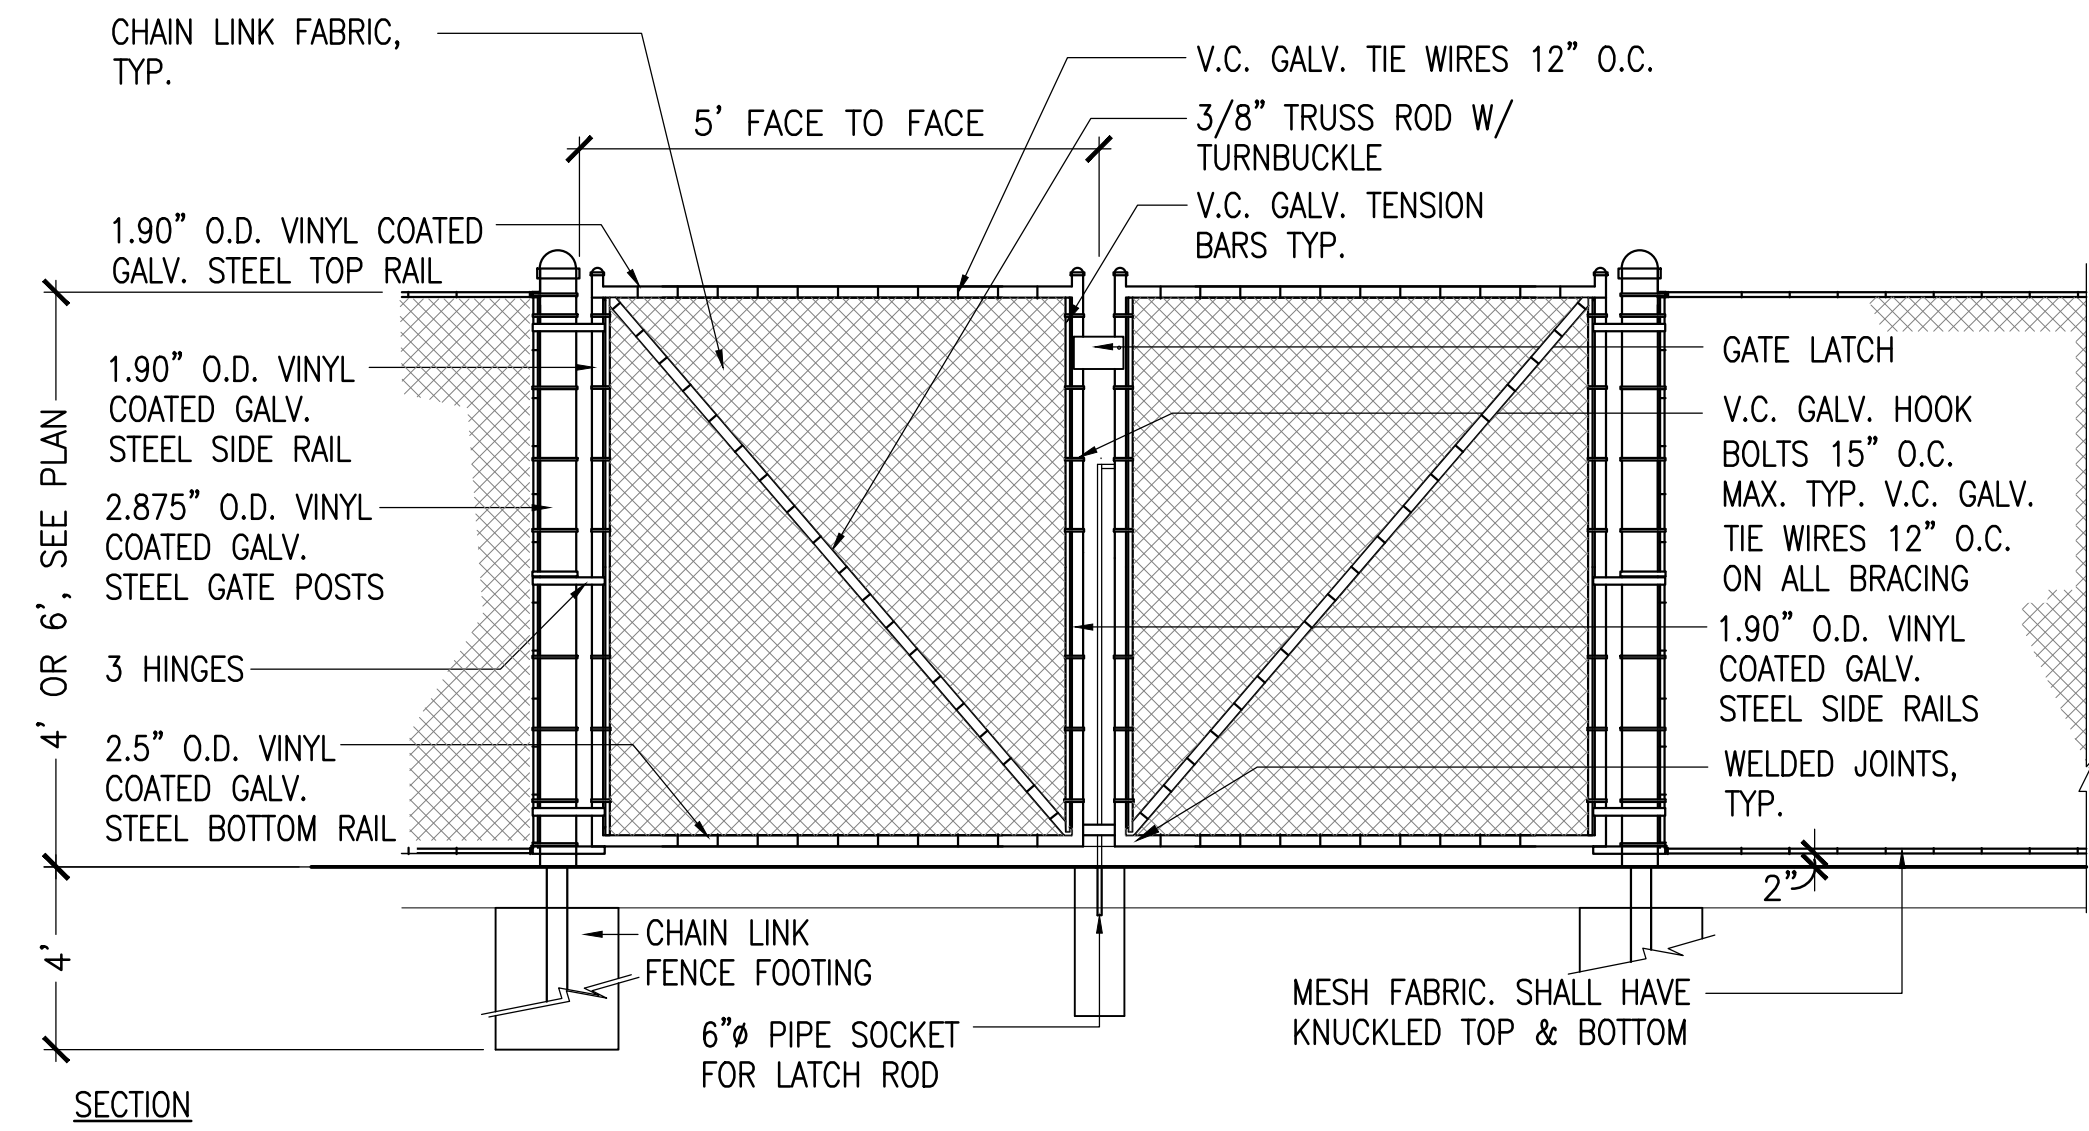 CHAIN LINK FABRIC,
TYP.
5' FACE TO FACE
V.C. GALV. TIE WIRES 12" O.C.
3/8" TRUSS ROD W/
TURNBUCKLE
V.C. GALV. TENSION
BARS TYP.
1.90" O.D. VINYL COATED
GALV. STEEL TOP RAIL
1.90" O.D. VINYL
COATED GALV.
STEEL SIDE RAIL
2.875" O.D. VINYL
COATED GALV.
STEEL GATE POSTS
3 HINGES
2.5" O.D. VINYL
COATED GALV.
STEEL BOTTOM RAIL
4' OR 6', SEE PLAN
4'
GATE LATCH
V.C. GALV. HOOK
BOLTS 15" O.C.
MAX. TYP. V.C. GALV.
TIE WIRES 12" O.C.
ON ALL BRACING
1.90" O.D. VINYL
COATED GALV.
STEEL SIDE RAILS
WELDED JOINTS,
TYP.
2"
CHAIN LINK
FENCE FOOTING
6"ø PIPE SOCKET
FOR LATCH ROD
MESH FABRIC. SHALL HAVE
KNUCKLED TOP & BOTTOM
SECTION